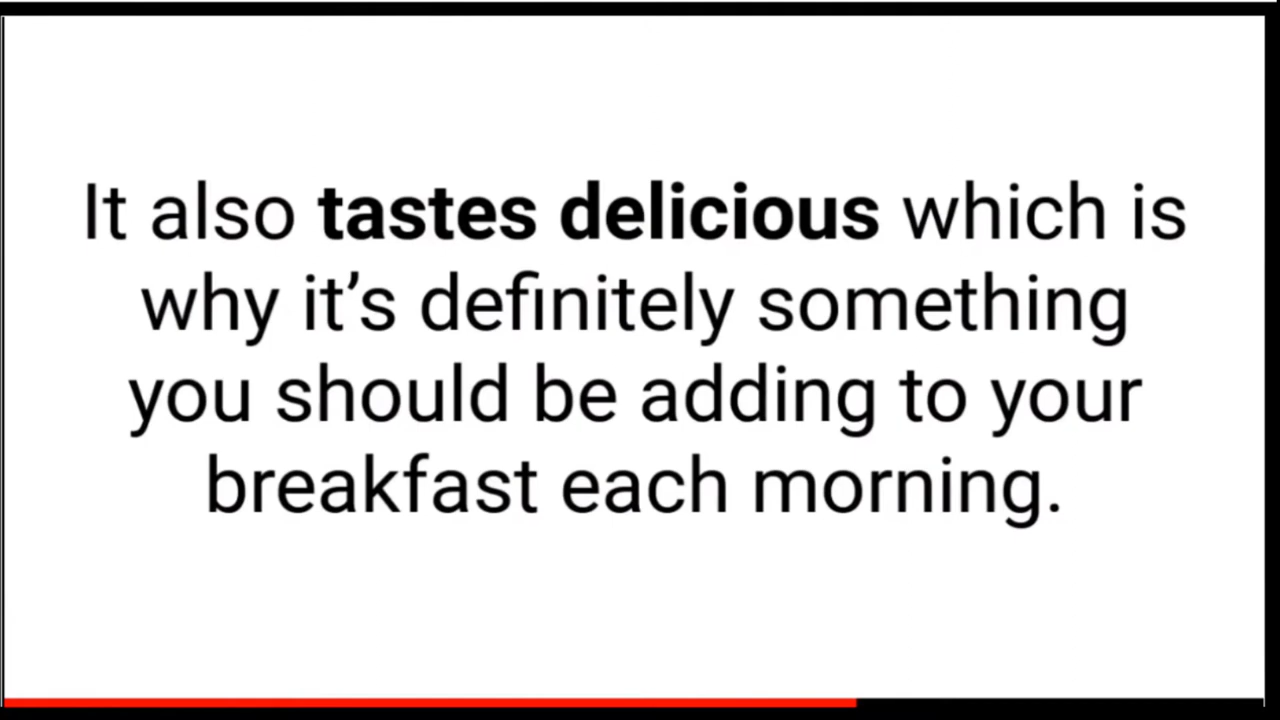 It also tastes delicious which is
why it’s definitely something
you should be adding to your
breakfast each morning.